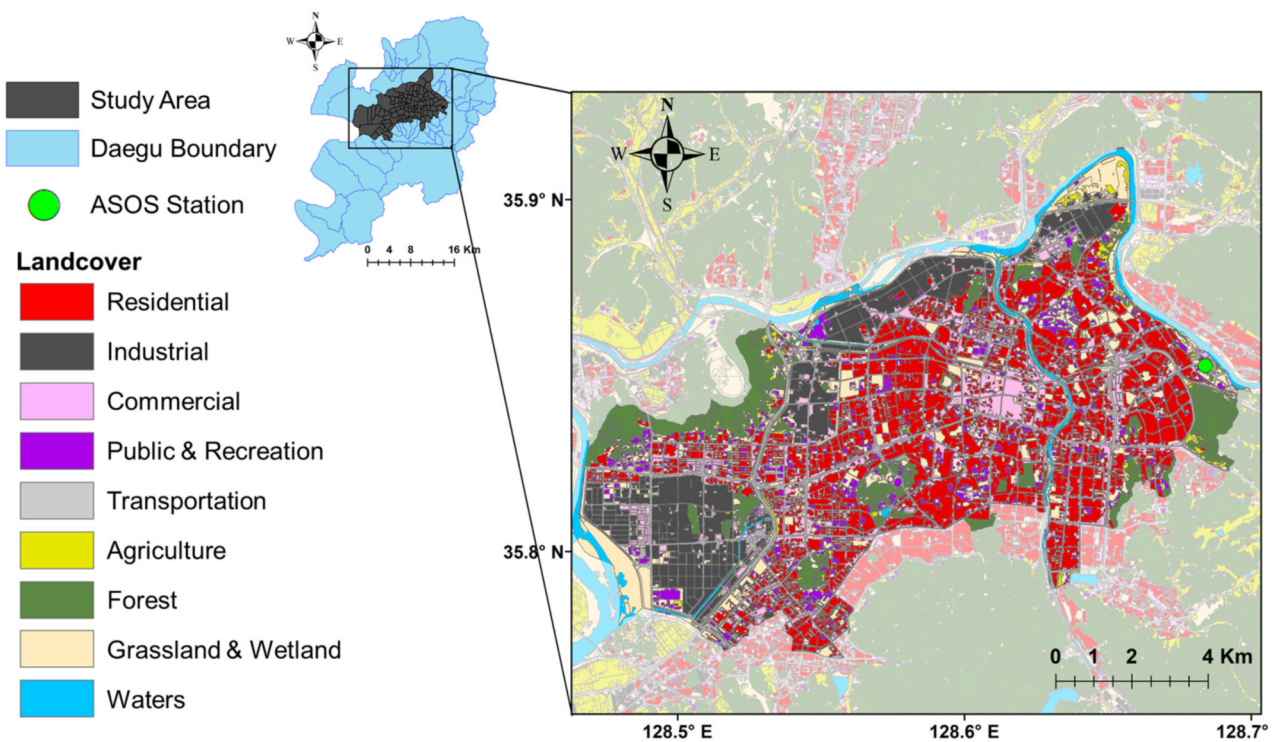 N
W E
S
Study Area
Daegu Boundary
ASOS Station
0 4 8 16 Km
Landcover
Residential
Industrial
Commercial
Public & Recreation
Transportation
Agriculture
Forest
Grassland & Wetland
Waters
N
W E
S
35.9° N
35.8° N
0 1 2 4 Km
128.5° E
128.6° E
128.7°